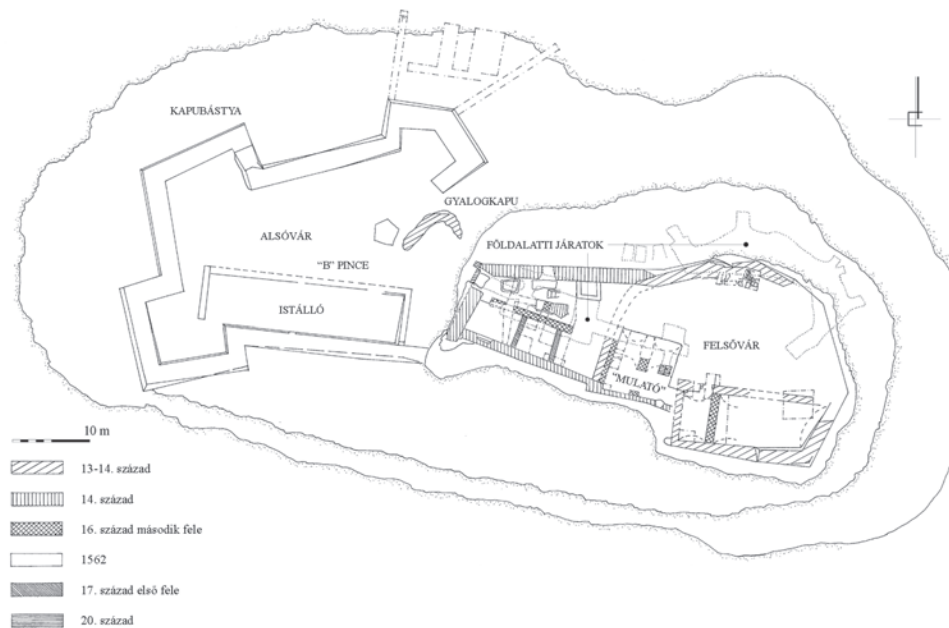 KAPUBÁSTYA
GYALOGKAPU
ALSÓVÁR
FÖLDALATTI JÁRATOK
"B" PINCE
ISTÁLLÓ
FELSŐVÁR
"MULATÓ"
10 m
13-14. század
14. század
16. század második fele
1562
17. század első fele
20. század